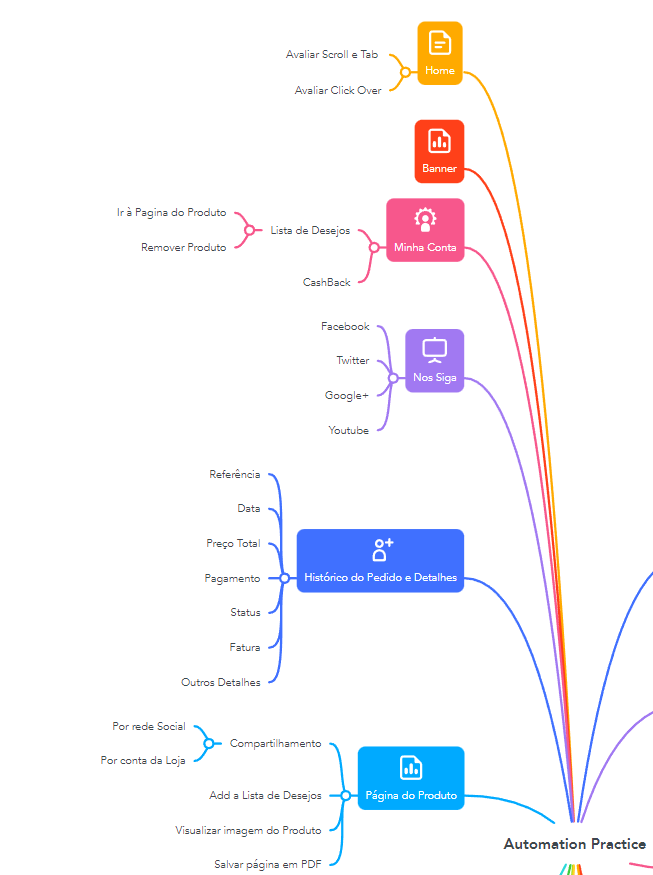 Home
Avaliar Scroll e Tab
Avaliar Click Over
Banner
Minha Conta
Lista de Desejos
Ir à Pagina do Produto
Remover Produto
CashBack
Nos Siga
Facebook
Twitter
Google+
Youtube
Histórico do Pedido e Detalhes
Referência
Data
Preço Total
Pagamento
Status
Fatura
Outros Detalhes
Página do Produto
Compartilhamento
Por rede Social
Por conta da Loja
Add a Lista de Desejos
Visualizar imagem do Produto
Salvar página em PDF
Automation Practice